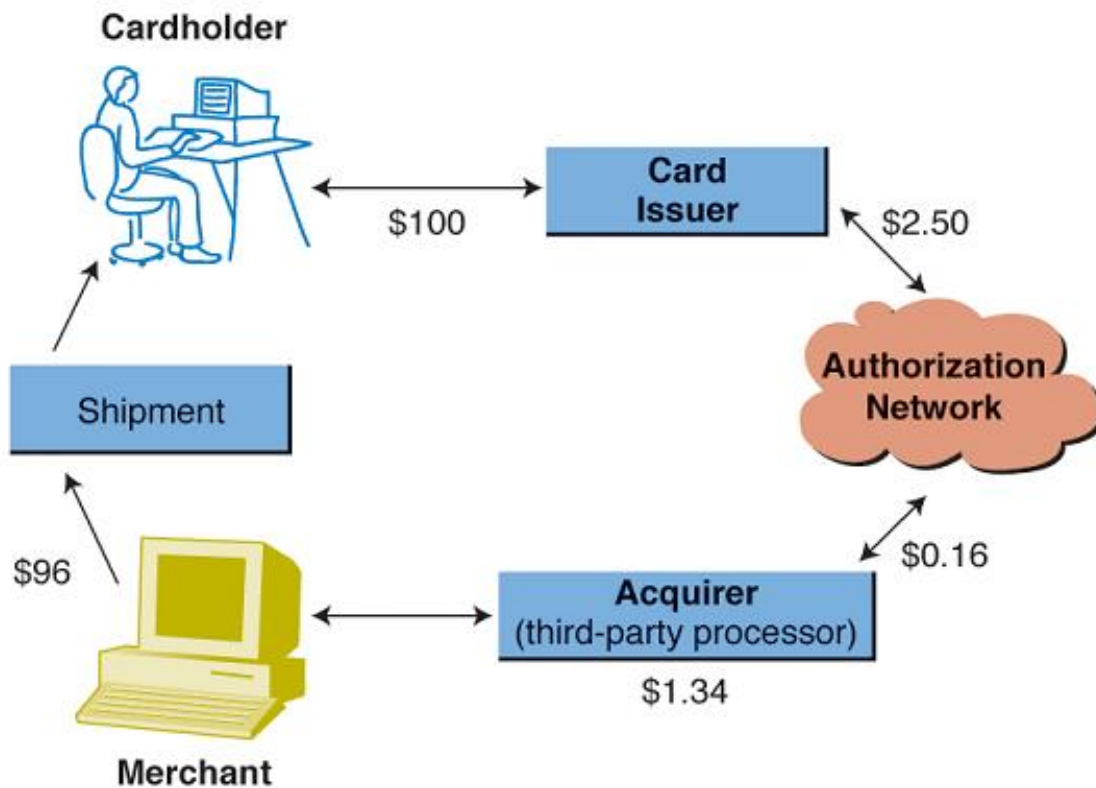 Cardholder
Card
Issuer
$100
$2.50
Authorization
Network
Shipment
$96
$0.16
Acquirer
(third-party processor)
$1.34
Merchant